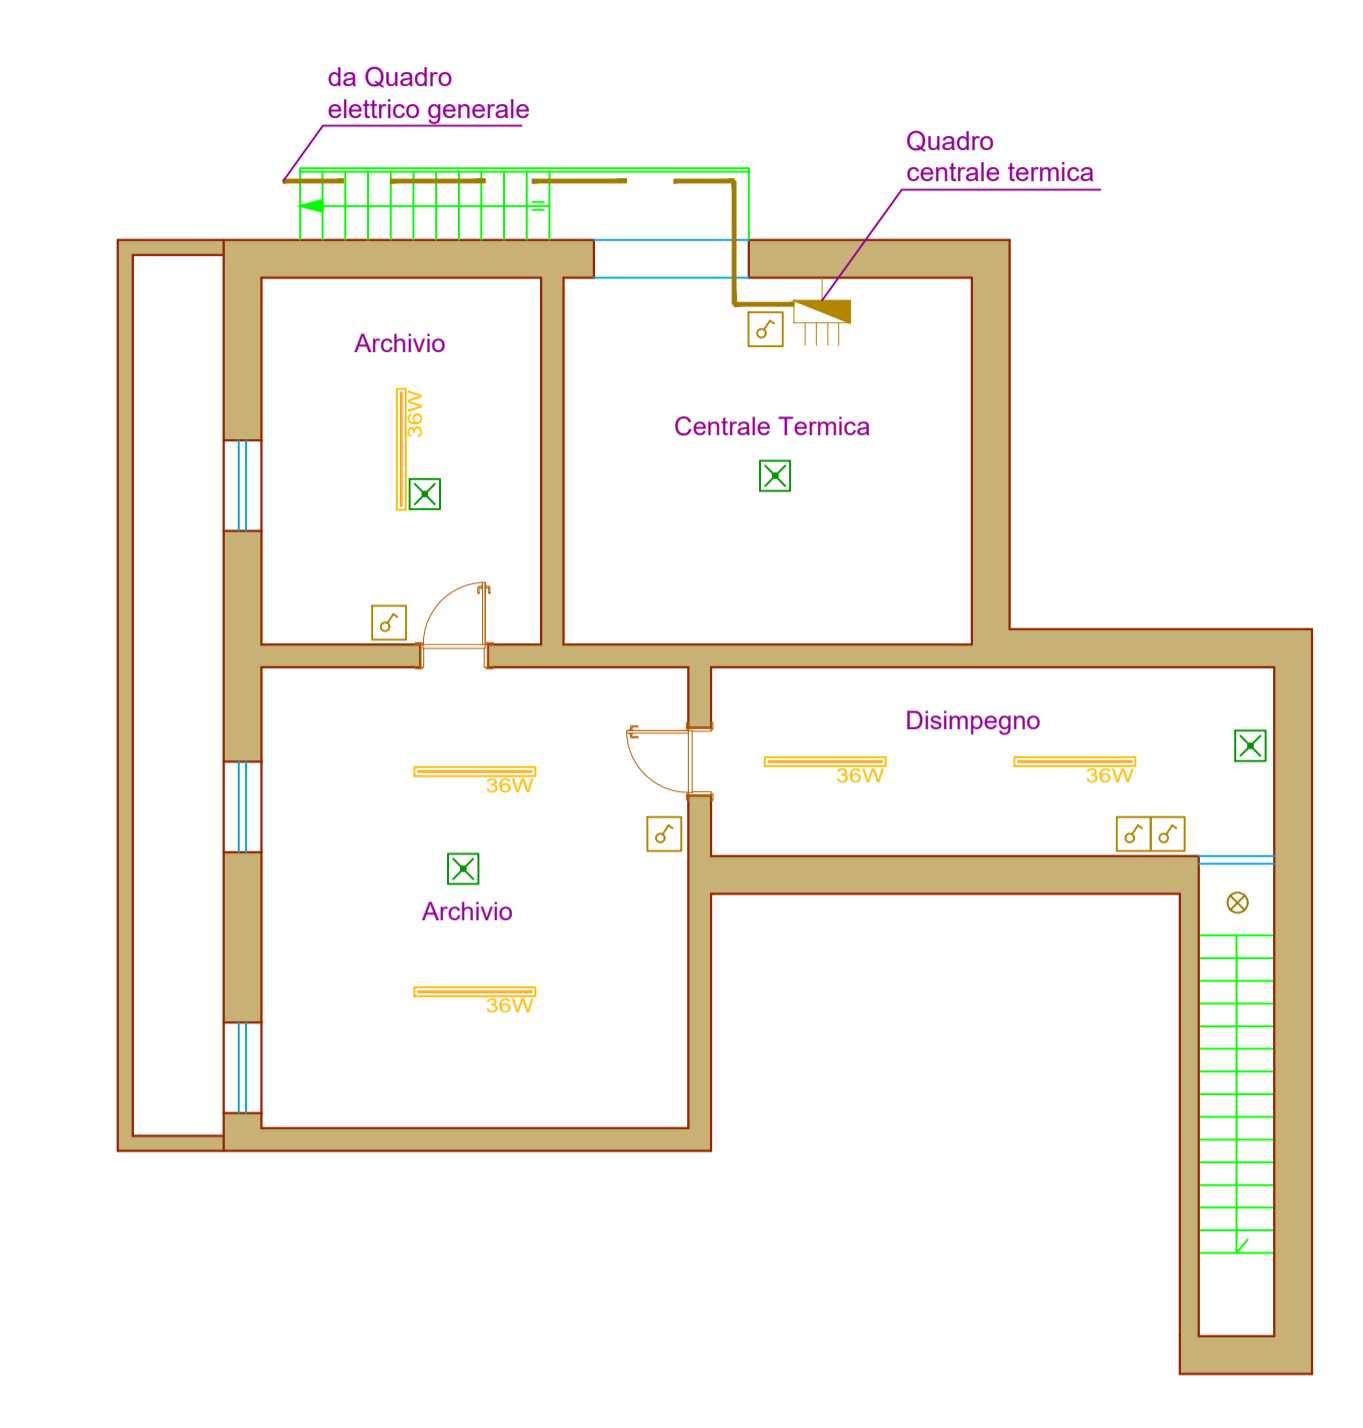 da Quadro
elettrico generale
Quadro
centrale termica
Archivio
36W
Centrale Termica
Disimpegno
36W
36W
36W
Archivio
36W